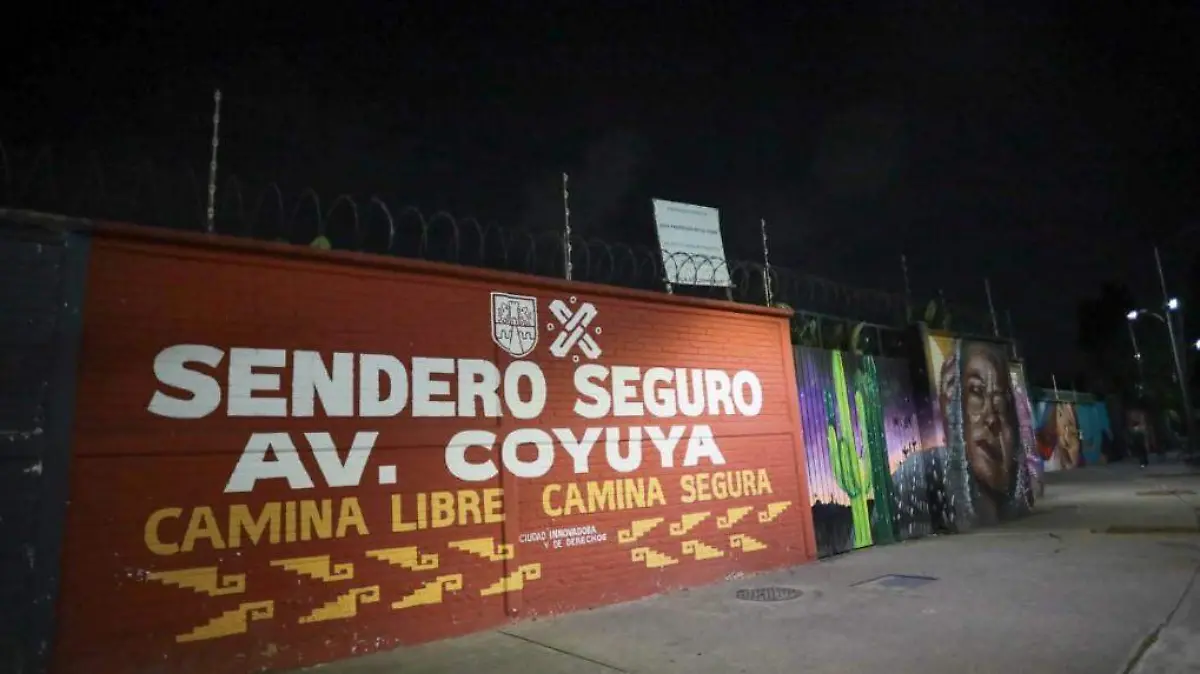 SENDERO SEGURO
AV. COYUYA
CAMINA LIBRE CAMINA SEGURA
CIUDAD INNOVADORA
Y DE DERECHOS